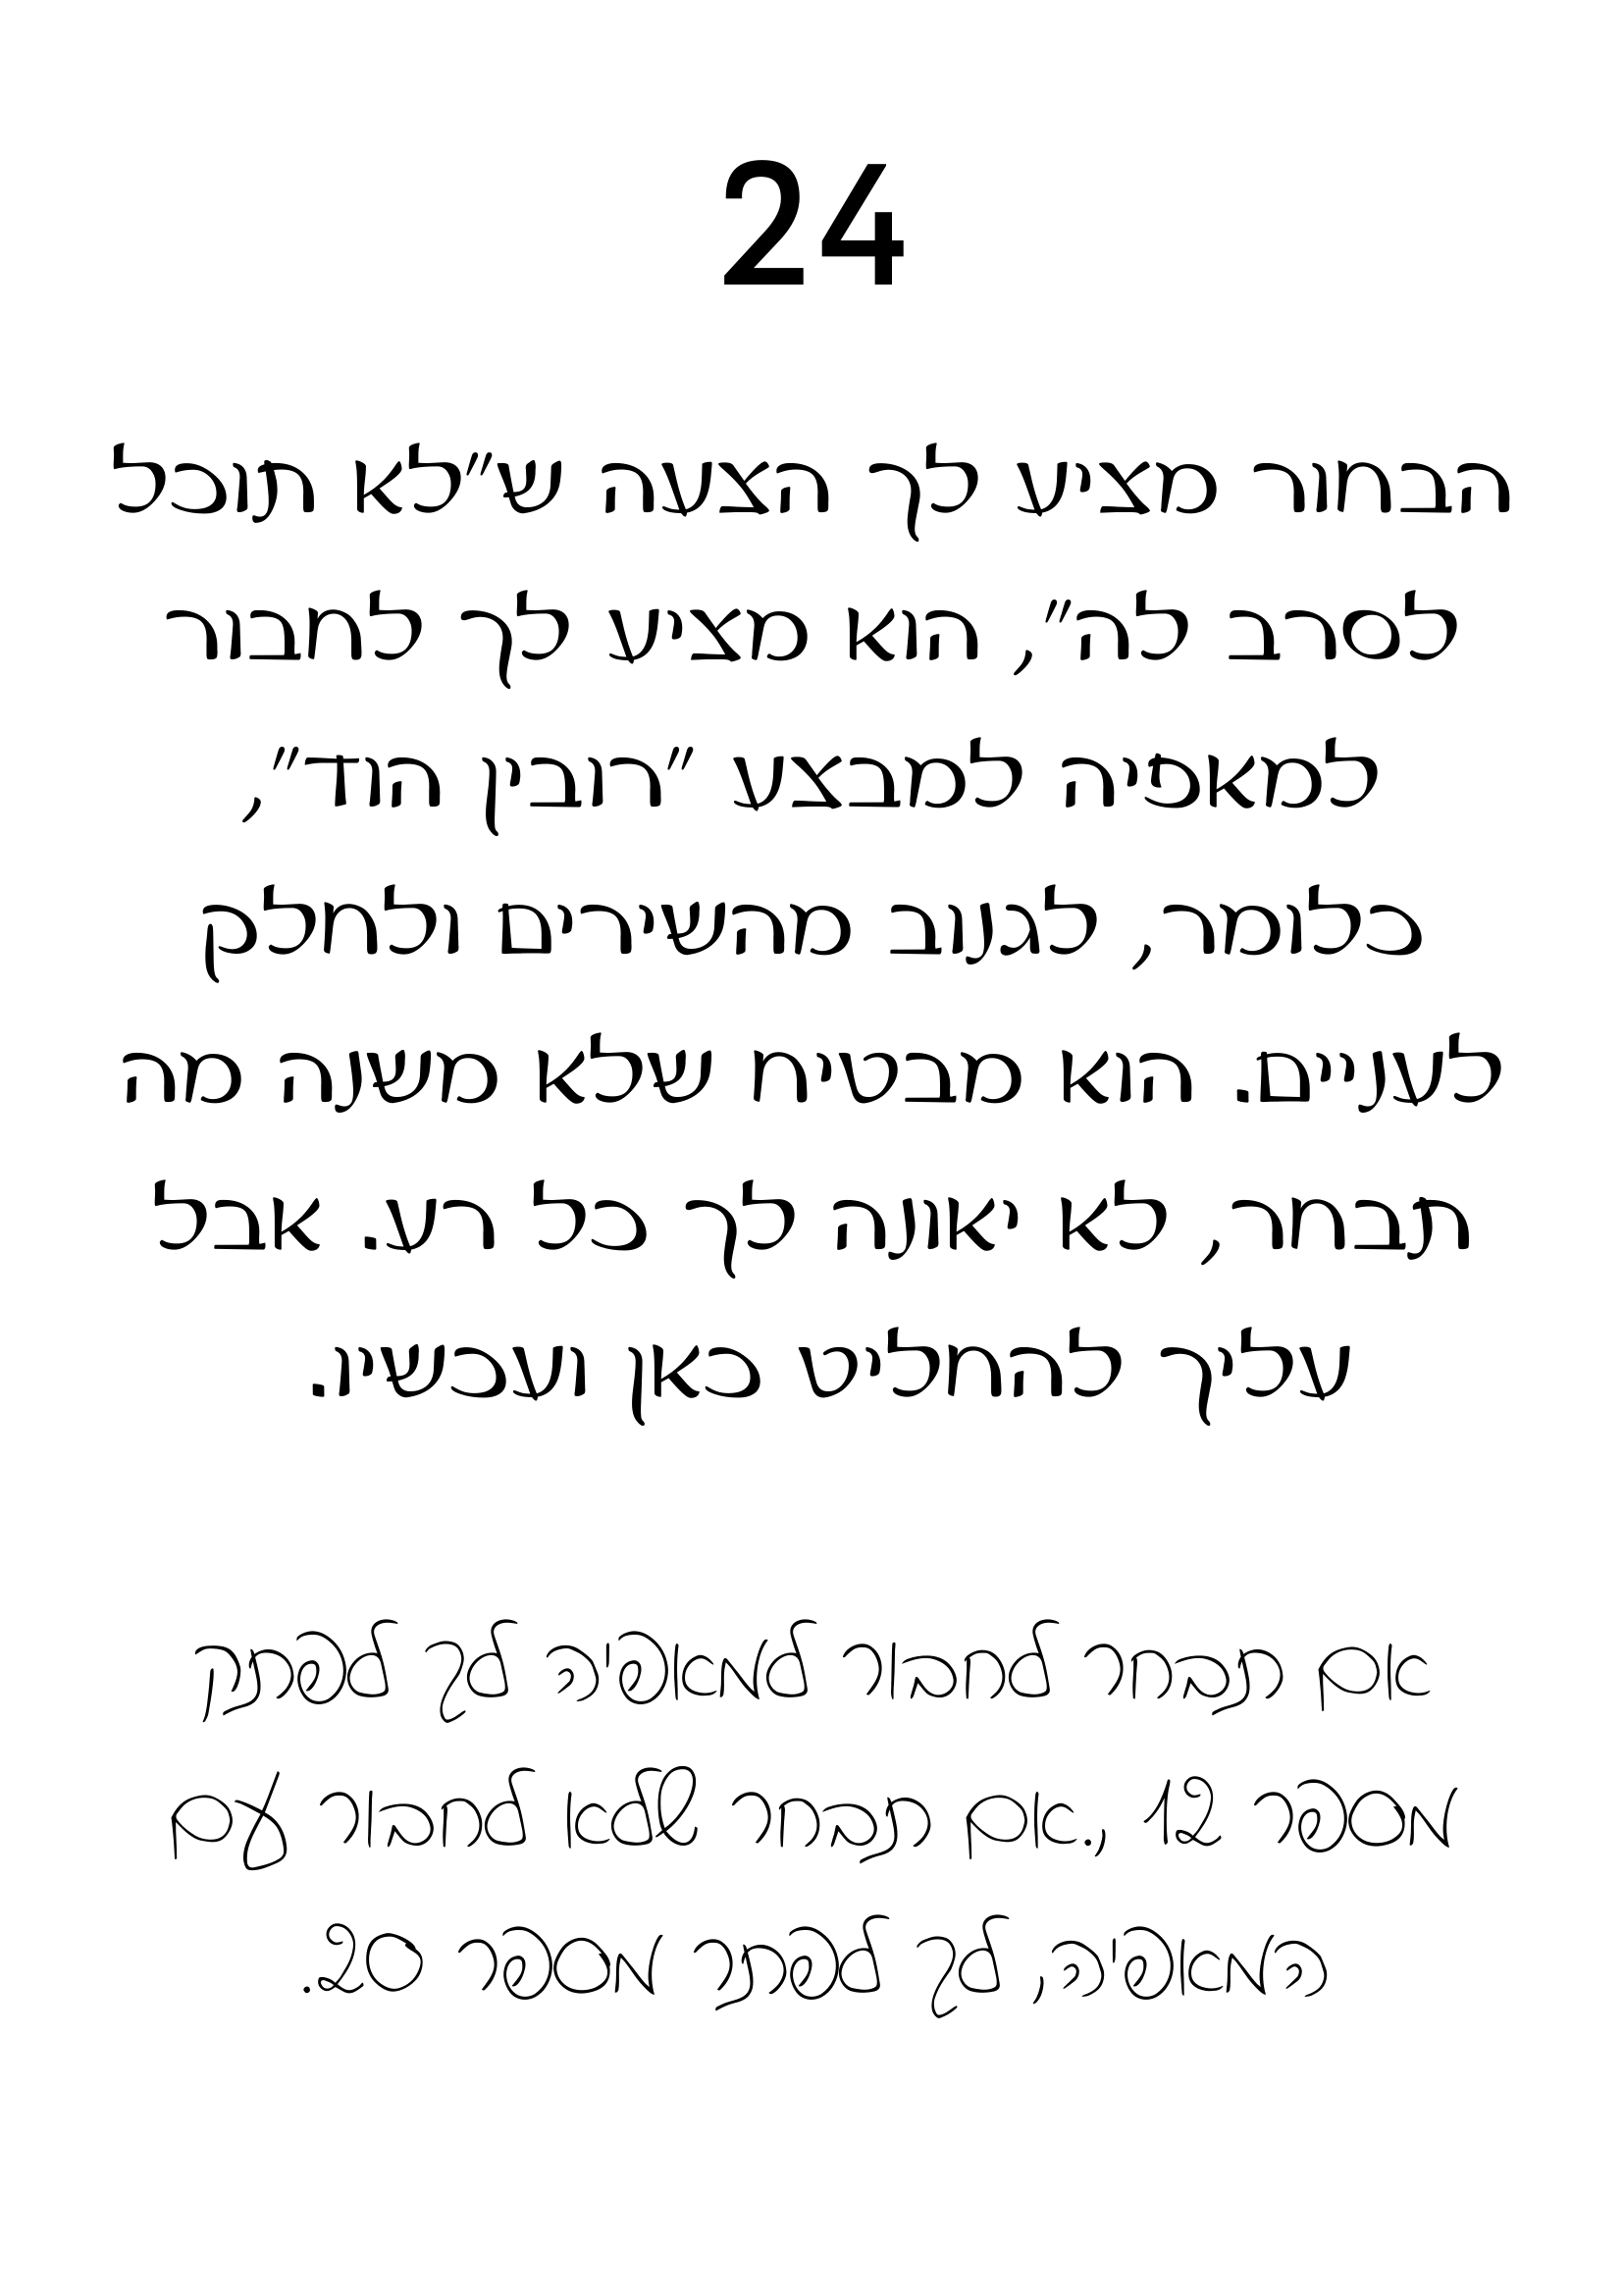 24
הבחור מציע לך הצעה ש״לא תוכל
לסרב לה״, הוא מציע לך לחבור
למאפיה למבצע ״רובין הוד״,
כלומר, לגנוב מהשירים ולחלק
לעניים. הוא מבטיח שלא משנה מה
תבחר, לא יאונה לך כל רע. אבל
עליך להחליט כאן ועכשיו.
אם תבחר לחבור למאפיה לך לפתק
מספר 12 ,.אם תבחר שלא לחבור עם
המאפיה, לך לפתר מספר 20.